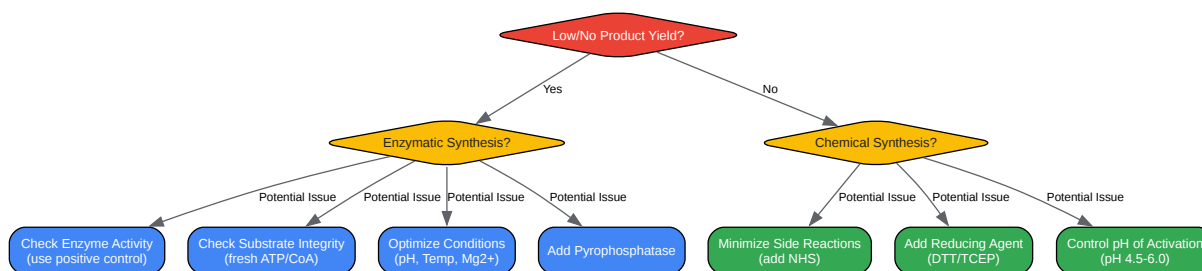 Low/No Product Yield?
Yes
No
Enzymatic Synthesis?
Chemical Synthesis?
Potential Issue
Potential Issue
Potential Issue
Potential Issue
Potential Issue
Potential Issue
Potential Issue
Check Enzyme Activity
(use positive control)
Check Substrate Integrity
(fresh ATP/CoA)
Optimize Conditions
(pH, Temp, Mg2+)
Add Pyrophosphatase
Minimize Side Reactions
(add NHS)
Add Reducing Agent
(DTT/TCEP)
Control pH of Activation
(pH 4.5-6.0)